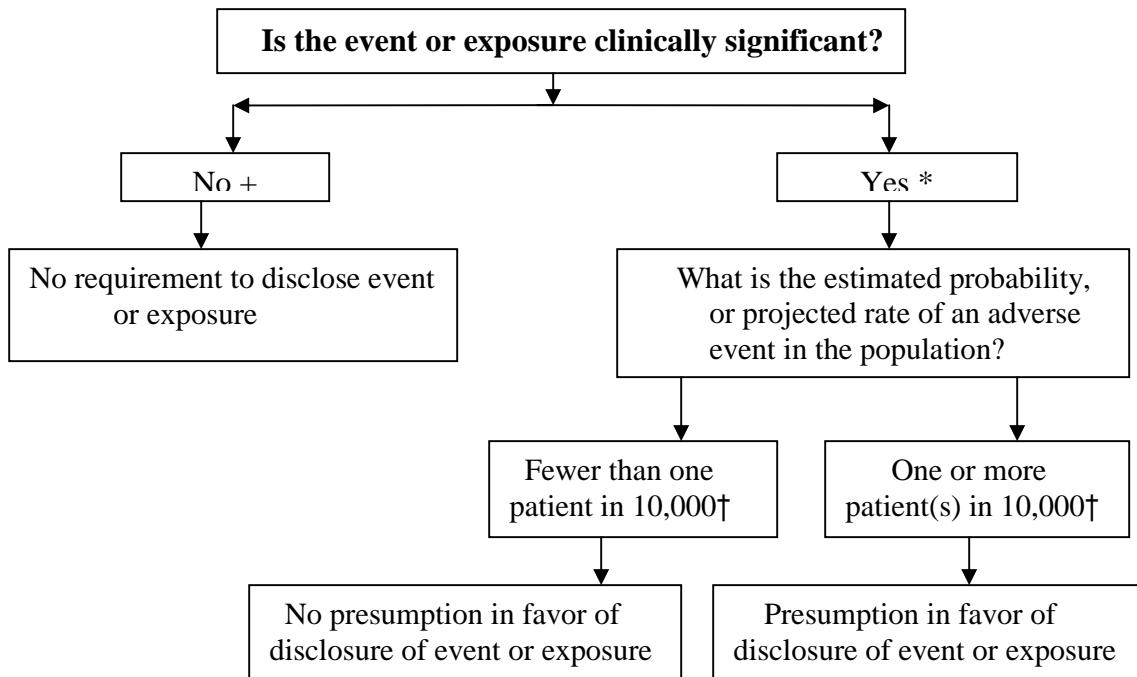 Is the event or exposure clinically significant?
No +
Yes *
No requirement to disclose event
or exposure
What is the estimated probability,
or projected rate of an adverse
event in the population?
Fewer than one
patient in 10,000†
One or more
patient(s) in 10,000†
No presumption in favor of
disclosure of event or exposure
Presumption in favor of
disclosure of event or exposure